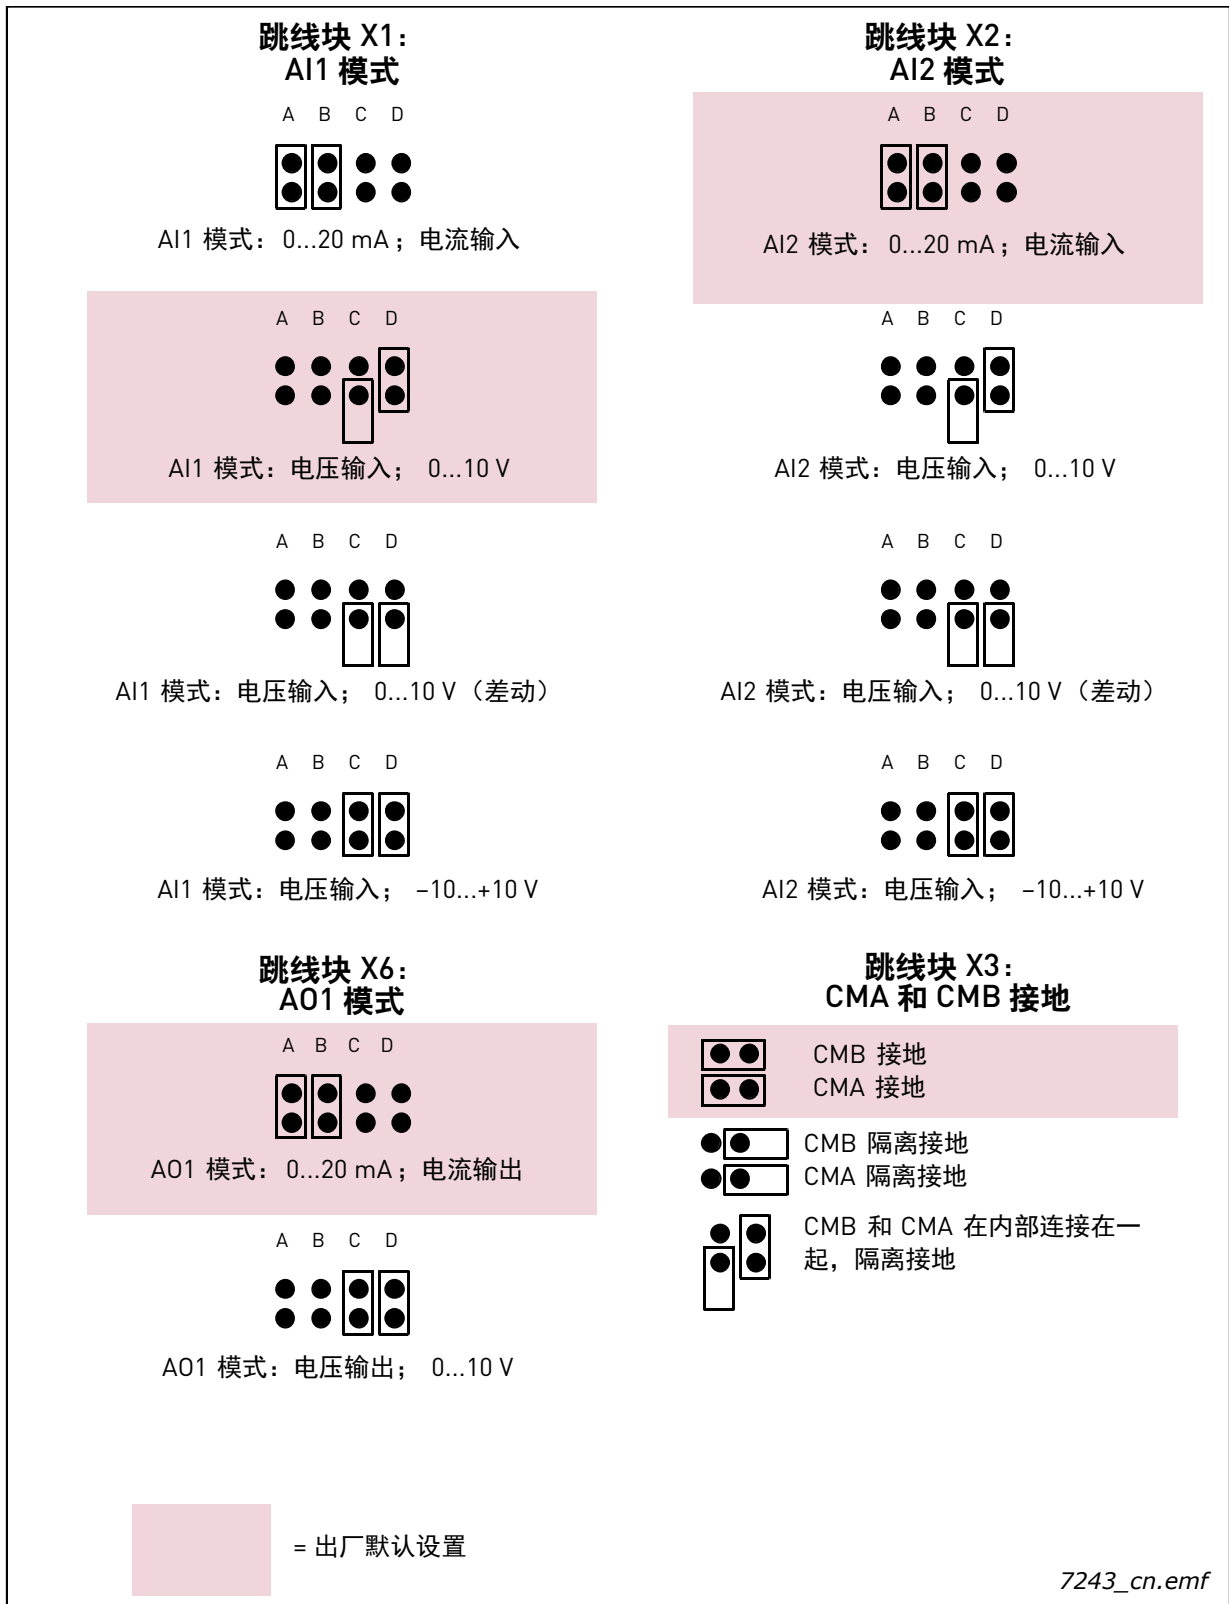 跳线块 X1：
AI1 模式
A B C D
AI1 模式： 0...20 mA； 电流输入
A B C D
AI1 模式：电压输入； 0...10 V
A B C D
AI1 模式：电压输入； 0...10 V（差动）
A B C D
AI1 模式：电压输入； –10...+10 V
跳线块 X2：
AI2 模式
A B C D
AI2 模式： 0...20 mA； 电流输入
A B C D
AI2 模式：电压输入； 0...10 V
A B C D
AI2 模式：电压输入； 0...10 V（差动）
A B C D
AI2 模式：电压输入； –10...+10 V
跳线块 X6：
AO1 模式
A B C D
AO1 模式： 0...20 mA； 电流输出
A B C D
AO1 模式：电压输出； 0...10 V
跳线块 X3：
CMA 和 CMB 接地
CMB 接地
CMA 接地
CMB 隔离接地
CMA 隔离接地
CMB 和 CMA 在内部连接在一
起，隔离接地
= 出厂默认设置
7243_cn.emf